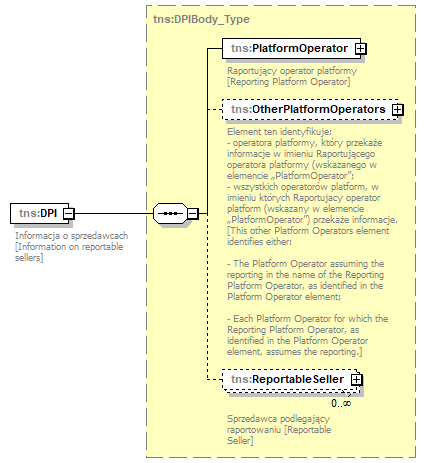 tns:DPIBody_Type
tns:PlatformOperator
Raportujący operator platformy
[Reporting Platform Operator]
tns:OtherPlatformOperators
Element ten identyfikuje:
- operatora platformy, który przekaże
informacje w imieniu Raportującego
operatora platformy (wskazanego w
elemencie „PlatformOperator”;
- wszystkich operatorów platform, w
imieniu których Raportujacy operator
platform (wskazany w elemencie
„PlatformOperator”) przekaże informacje.
[This other Platform Operators element
identifies either:
- The Platform Operator assuming the
reporting in the name of the Reporting
Platform Operator, as identified in the
Platform Operator element;
- Each Platform Operator for which the
Reporting Platform Operator, as
identified in the Platform Operator
element, assumes the reporting.]
tns:DPI
Informacja o sprzedawcach
[Information on reportable
sellers]
tns:ReportableSeller
0..∞
Sprzedawca podlegający
raportowaniu [Reportable
Seller]